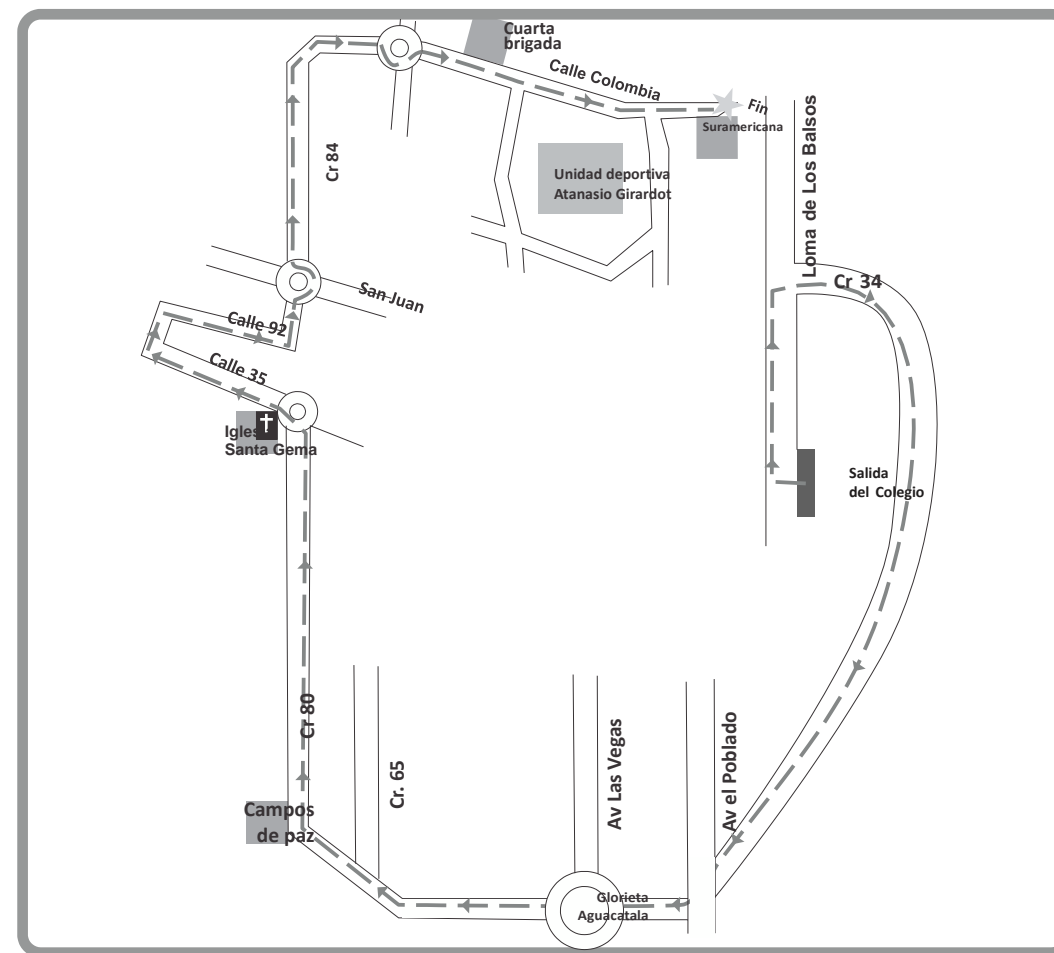 Cuarta
brigada
Calle Colombia
Fin
Suramericana
Cr 84
Unidad deportiva
Atanasio Girardot
Loma de Los Balsos
Cr 34
San Juan
Calle 92
Calle 35
Iglesia
Santa Gema
Salida
del Colegio
Cr 80
Cr. 65
Av Las Vegas
Av el Poblado
Campos
de paz
Glorieta
Aguacatala